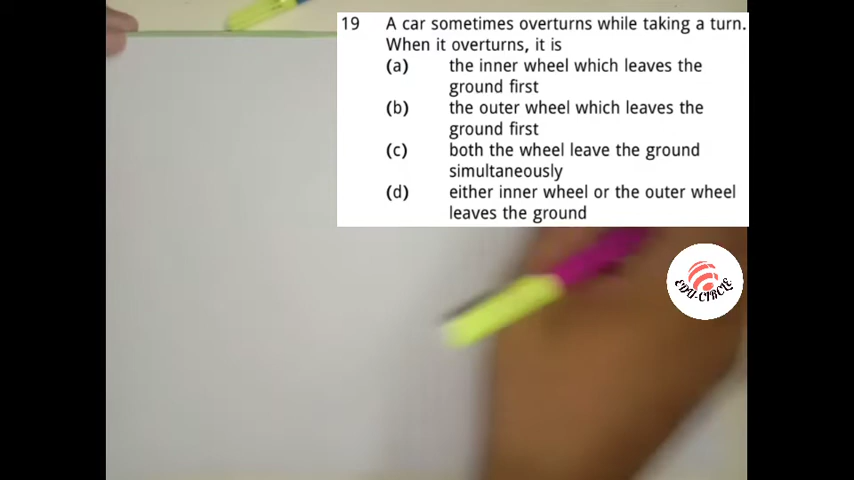 19 A car sometimes overturns while taking a turn.
When it overturns, it is
(a) the inner wheel which leaves the
ground first
(b) the outer wheel which leaves the
ground first
(c) both the wheel leave the ground
simultaneously
(d) either inner wheel or the outer wheel
leaves the ground
EDU-CIRCLE